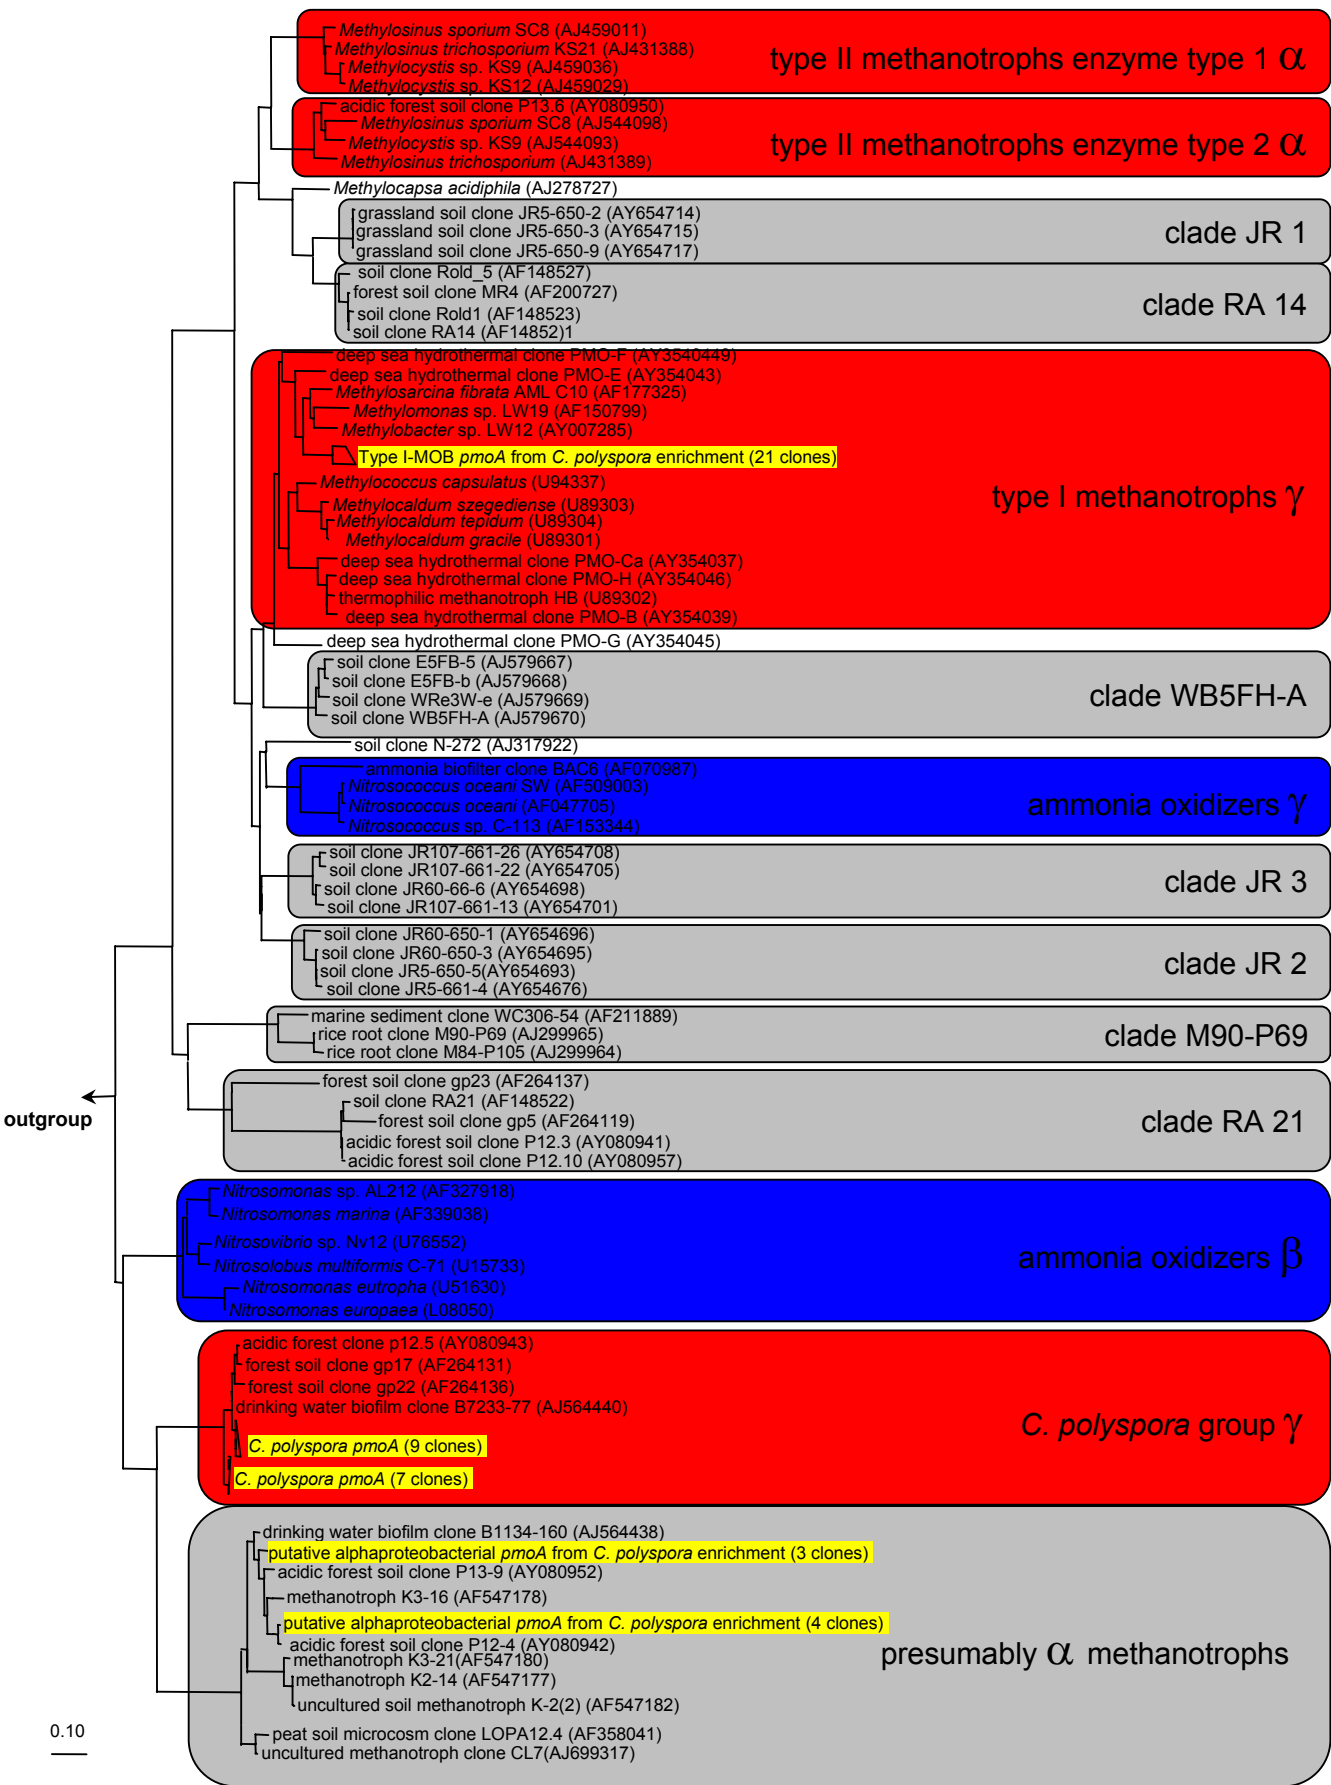 Methylosinus sporium SC8 (AJ459011)
Methylosinus trichosporium KS21 (AJ431388)
Methylocystis sp. KS9 (AJ459036)
Methylocystis sp. KS12 (AJ459029)
type II methanotrophs enzyme type 1 α
acidic forest soil clone P13.6 (AY080950)
Methylosinus sporium SC8 (AJ544098)
Methylocystis sp. KS9 (AJ544093)
Methylosinus trichosporium (AJ431389)
type II methanotrophs enzyme type 2 α
Methylocapsa acidiphila (AJ278727)
grassland soil clone JR5-650-2 (AY654714)
grassland soil clone JR5-650-3 (AY654715)
grassland soil clone JR5-650-9 (AY654717)
clade JR 1
soil clone Rold_5 (AF148527)
forest soil clone MR4 (AF200727)
soil clone Rold1 (AF148523)
soil clone RA14 (AF14852)1
clade RA 14
deep sea hydrothermal clone PMO-F (AY3540449)
deep sea hydrothermal clone PMO-E (AY354043)
Methylosarcina fibrata AML C10 (AF177325)
Methylomonas sp. LW19 (AF150799)
Methylobacter sp. LW12 (AY007285)
Type I-MOB pmoA from C. polyspora enrichment (21 clones)
Methylococcus capsulatus (U94337)
Methylocaldum szegediense (U89303)
Methylocaldum tepidum (U89304)
Methylocaldum gracile (U89301)
deep sea hydrothermal clone PMO-Ca (AY354037)
deep sea hydrothermal clone PMO-H (AY354046)
thermophilic methanotroph HB (U89302)
deep sea hydrothermal clone PMO-B (AY354039)
type I methanotrophs γ
deep sea hydrothermal clone PMO-G (AY354045)
soil clone E5FB-5 (AJ579667)
soil clone E5FB-b (AJ579668)
soil clone WRe3W-e (AJ579669)
soil clone WB5FH-A (AJ579670)
clade WB5FH-A
soil clone N-272 (AJ317922)
ammonia biofilter clone BAC6 (AF070987)
Nitrosococcus oceani SW (AF509003)
Nitrosococcus oceani (AF047705)
Nitrosococcus sp. C-113 (AF153344)
ammonia oxidizers γ
soil clone JR107-661-26 (AY654708)
soil clone JR107-661-22 (AY654705)
soil clone JR60-66-6 (AY654698)
soil clone JR107-661-13 (AY654701)
clade JR 3
soil clone JR60-650-1 (AY654696)
soil clone JR60-650-3 (AY654695)
soil clone JR5-650-5(AY654693)
soil clone JR5-661-4 (AY654676)
clade JR 2
marine sediment clone WC306-54 (AF211889)
rice root clone M90-P69 (AJ299965)
rice root clone M84-P105 (AJ299964)
clade M90-P69
forest soil clone gp23 (AF264137)
soil clone RA21 (AF148522)
forest soil clone gp5 (AF264119)
acidic forest soil clone P12.3 (AY080941)
acidic forest soil clone P12.10 (AY080957)
clade RA 21
outgroup
Nitrosomonas sp. AL212 (AF327918)
Nitrosomonas marina (AF339038)
Nitrosovibrio sp. Nv12 (U76552)
Nitrosolobus multiformis C-71 (U15733)
Nitrosomonas eutropha (U51630)
Nitrosomonas europaea (L08050)
ammonia oxidizers β
acidic forest clone p12.5 (AY080943)
forest soil clone gp17 (AF264131)
forest soil clone gp22 (AF264136)
drinking water biofilm clone B7233-77 (AJ564440)
C. polyspora pmoA (9 clones)
C. polyspora pmoA (7 clones)
C. polyspora group γ
drinking water biofilm clone B1134-160 (AJ564438)
putative alphaproteobacterial pmoA from C. polyspora enrichment (3 clones)
acidic forest soil clone P13-9 (AY080952)
methanotroph K3-16 (AF547178)
putative alphaproteobacterial pmoA from C. polyspora enrichment (4 clones)
acidic forest soil clone P12-4 (AY080942)
methanotroph K3-21(AF547180)
methanotroph K2-14 (AF547177)
uncultured soil methanotroph K-2(2) (AF547182)
peat soil microcosm clone LOPA12.4 (AF358041)
uncultured methanotroph clone CL7(AJ699317)
presumably α methanotrophs
0.10